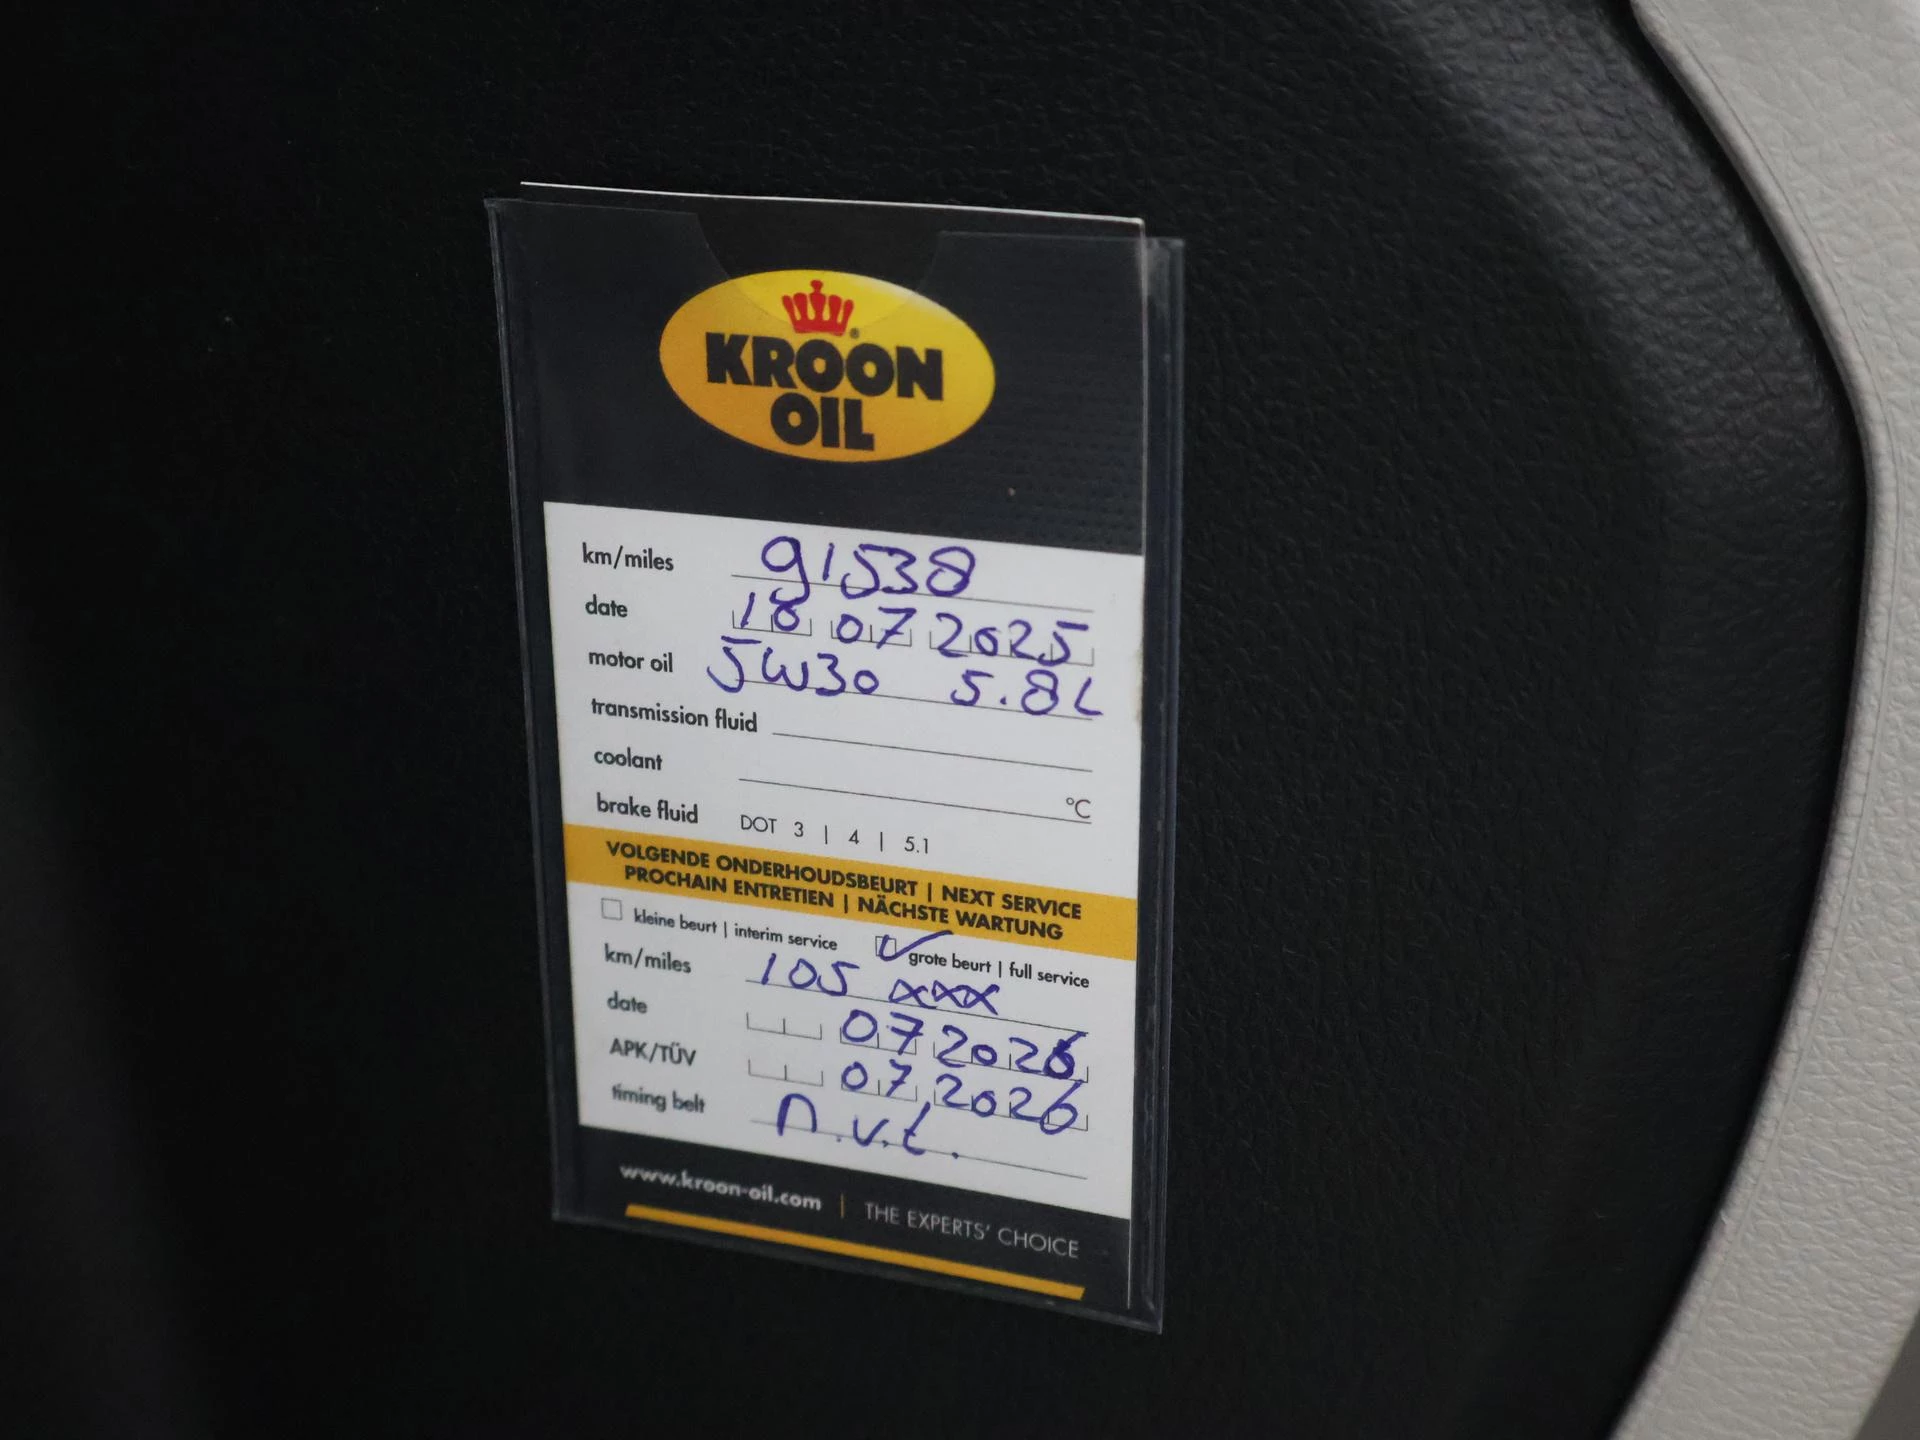 KROON
OIL
km/miles 91538
date 18 07 2025
motor oil 5W30 5.8L
transmission fluid
coolant °C
brake fluid DOT 3 | 4 | 5.1
VOLGENDE ONDERHOUDSBEURT | NEXT SERVICE
PROCHAIN ENTRETIEN | NÄCHSTE WARTUNG
kleine beurt | interim service grote beurt | full service
km/miles 105 xxx
date 07 2026
APK/TÜV 07 2026
timing belt n.v.t.
www.kroon-oil.com | THE EXPERTS' CHOICE